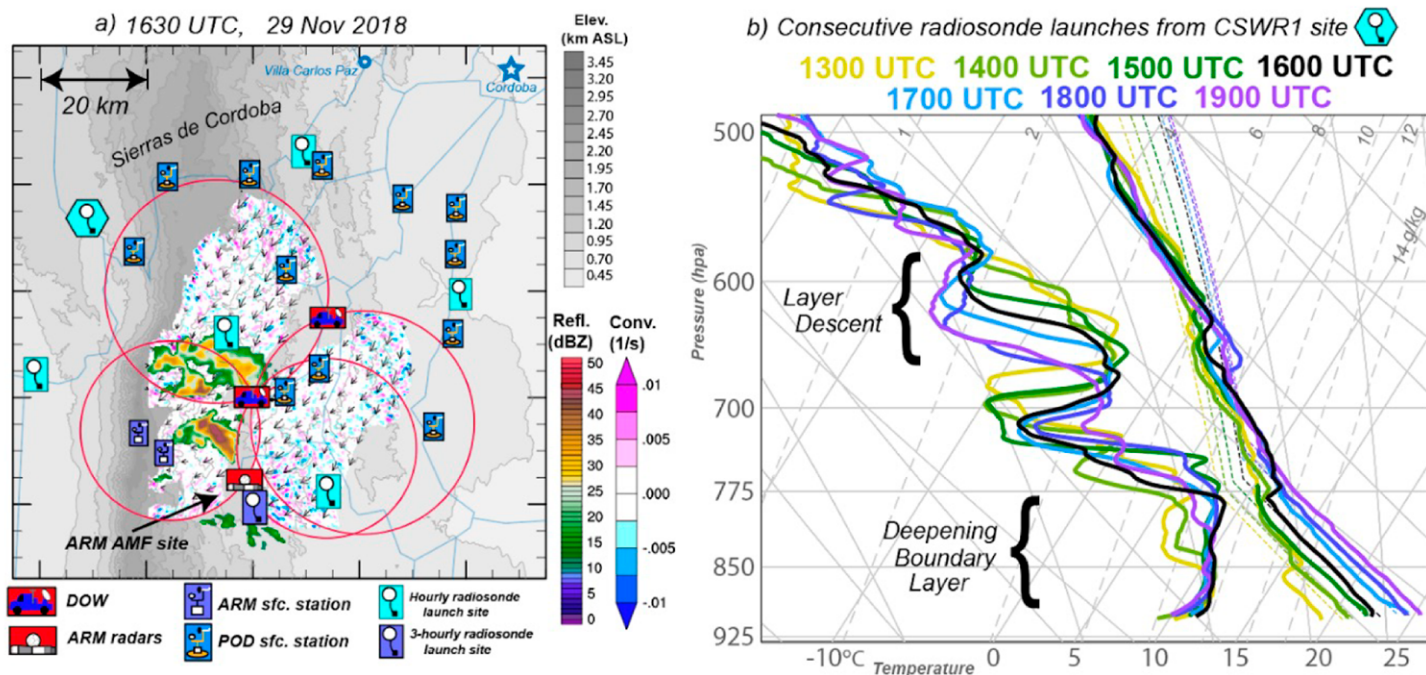 a) 1630 UTC, 29 Nov 2018
Elev.
(km ASL)
3.45
2.95
2.70
2.45
2.20
1.95
1.70
1.45
1.20
0.95
0.70
0.45
20 km
Villa Carlos Paz
Cordoba
Sierras de Cordoba
ARM AMF site
Refl.
(dBZ)
50
45
40
35
30
25
20
15
10
5
0
Conv.
(1/s)
.01
.005
.000
-.005
-.01
DOW
ARM sfc. station
Hourly radiosonde
launch site
ARM radars
POD sfc. station
3-hourly radiosonde
launch site
b) Consecutive radiosonde launches from CSWR1 site
1300 UTC 1400 UTC 1500 UTC 1600 UTC
1700 UTC 1800 UTC 1900 UTC
Pressure (hpa)
500
600
700
775
850
925
1
2
6
8
10
12
14 g/kg
Layer
Descent
Deepening
Boundary
Layer
-10°C
Temperature
0
5
10
15
20
25